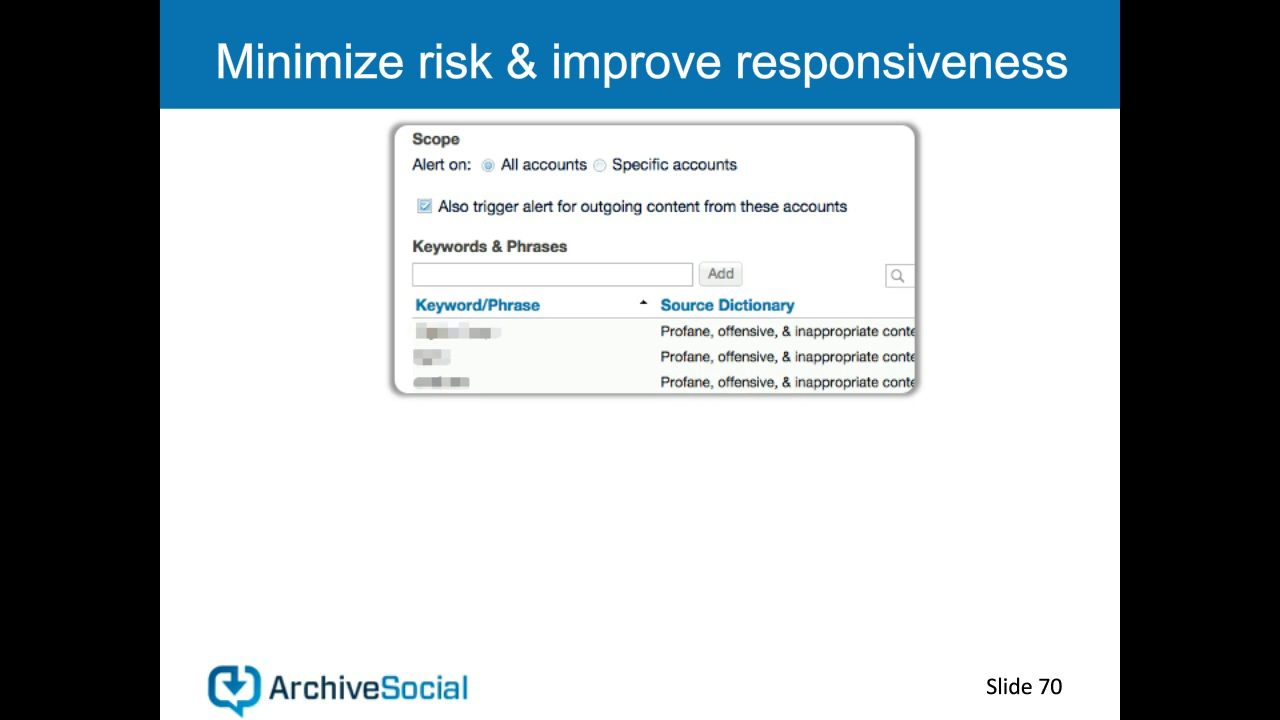 Minimize risk & improve responsiveness
Scope
Alert on: All accounts Specific accounts
Also trigger alert for outgoing content from these accounts
Keywords & Phrases
Add
Keyword/Phrase Source Dictionary
Profane, offensive, & inappropriate conte
Profane, offensive, & inappropriate conte
Profane, offensive, & inappropriate conte
ArchiveSocial
Slide 70